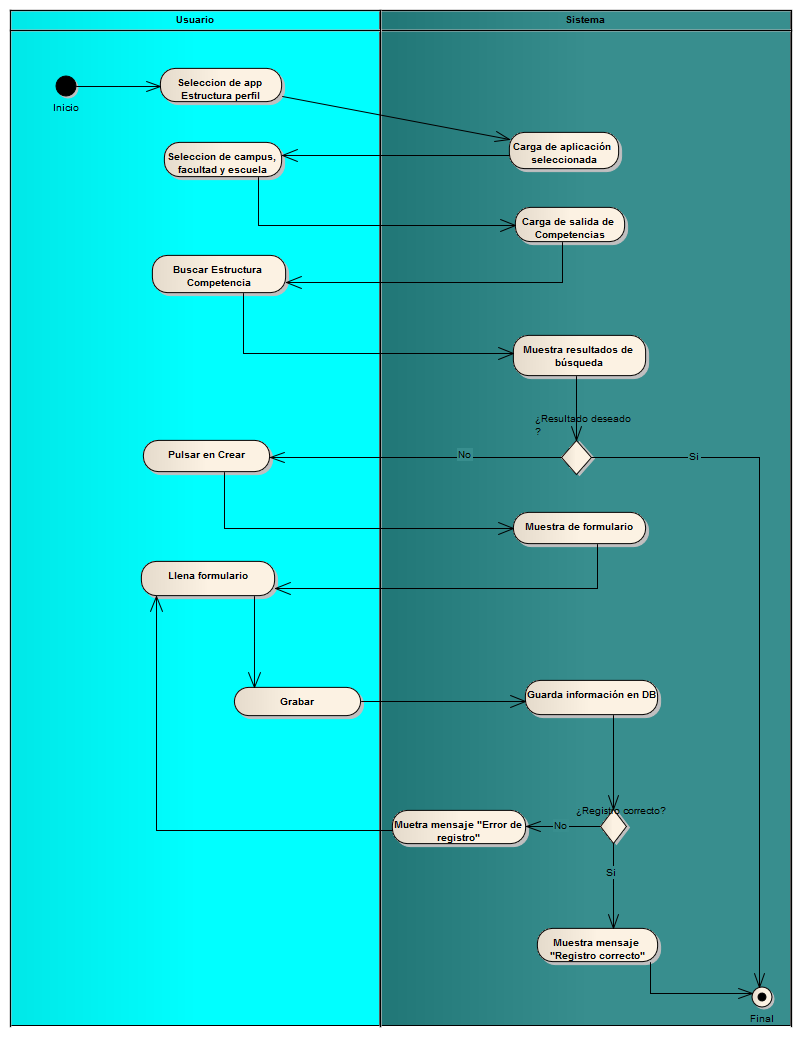 Usuario
Sistema
Inicio
Seleccion de app
Estructura perfil
Carga de aplicación
seleccionada
Seleccion de campus,
facultad y escuela
Carga de salida de
Competencias
Buscar Estructura
Competencia
Muestra resultados de
búsqueda
¿Resultado deseado
?
Pulsar en Crear
No
Si
Muestra de formulario
Llena formulario
Grabar
Guarda información en DB
¿Registro correcto?
Muetra mensaje "Error de
registro"
No
Si
Muestra mensaje
"Registro correcto"
Final